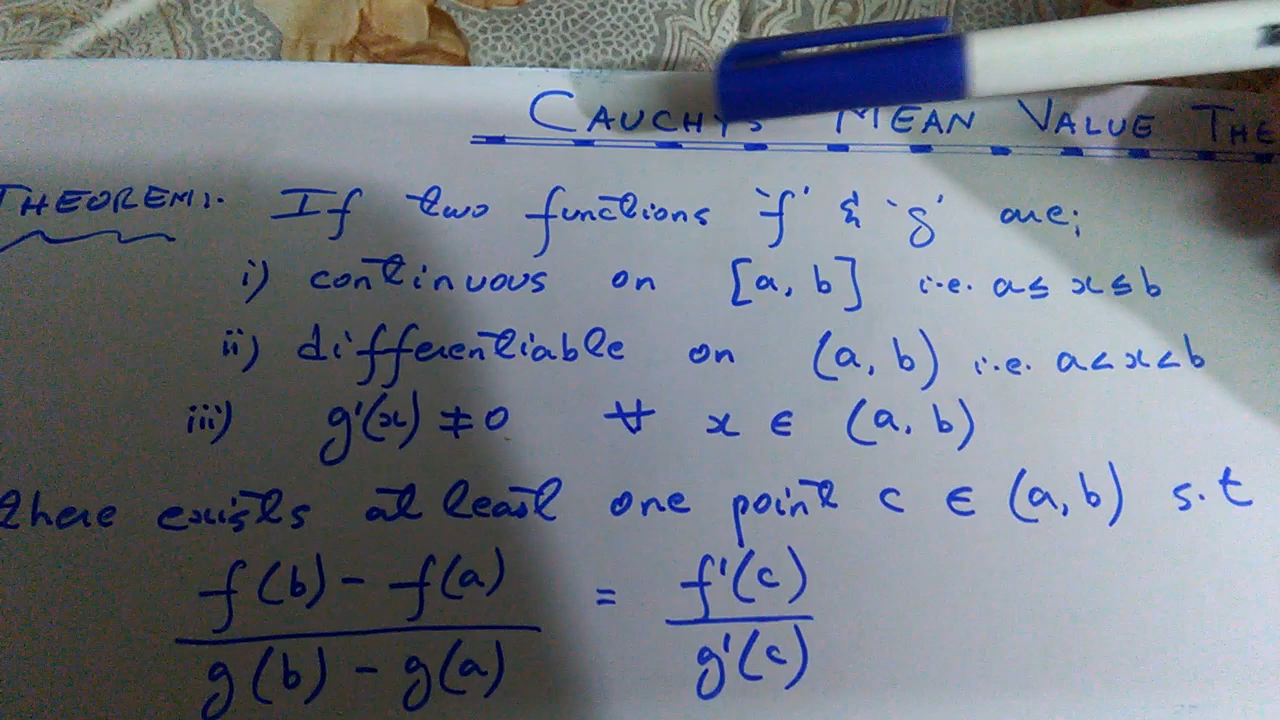 CAUCHY'S MEAN VALUE THE
THEOREM:. If two functions 'f' & 'g' are;
i) continuous on [a, b] i.e. a ≤ x ≤ b
ii) differentiable on (a, b) i.e. a < x < b
iii) g'(x) ≠ 0 ∀ x ∈ (a, b)
there exists at least one point c ∈ (a, b) s.t
f(b) - f(a) = f'(c)
g(b) - g(a) g'(c)